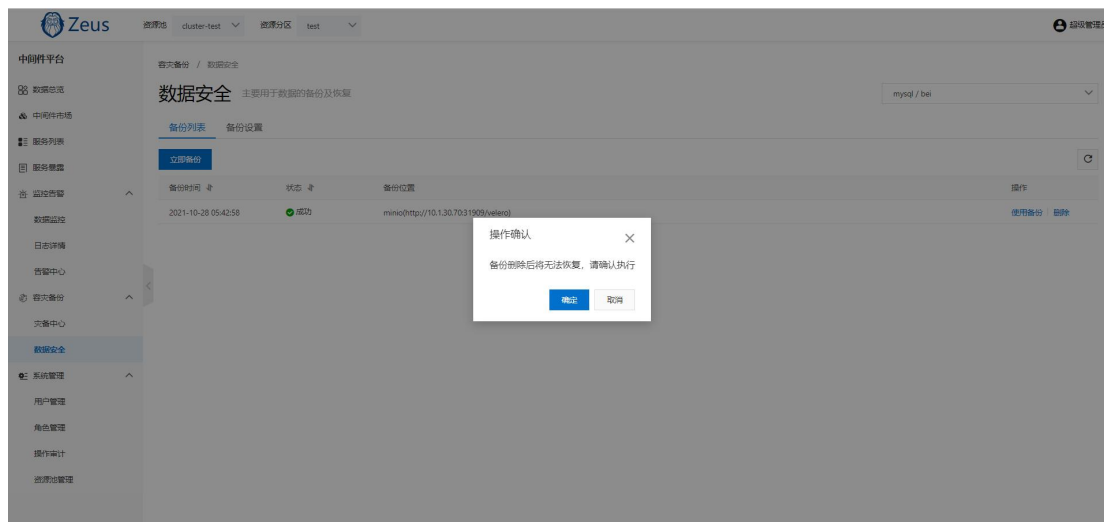 Zeus
资源池 cluster-test 资源分区 test 超级管理员
中间件平台
数据总览
中间件市场
服务列表
服务暴露
监控告警
数据监控
日志详情
告警中心
容灾备份
灾备中心
数据安全
系统管理
用户管理
角色管理
操作审计
资源池管理
容灾备份 / 数据安全
数据安全 主要用于数据的备份及恢复
mysql / bei
备份列表 备份设置
立即备份
备份时间 状态 备份位置 操作
2021-10-28 05:42:58 成功 minio(http://10.1.30.70:31909/velero) 使用备份 删除
操作确认
备份删除后将无法恢复，请确认执行
确定 取消